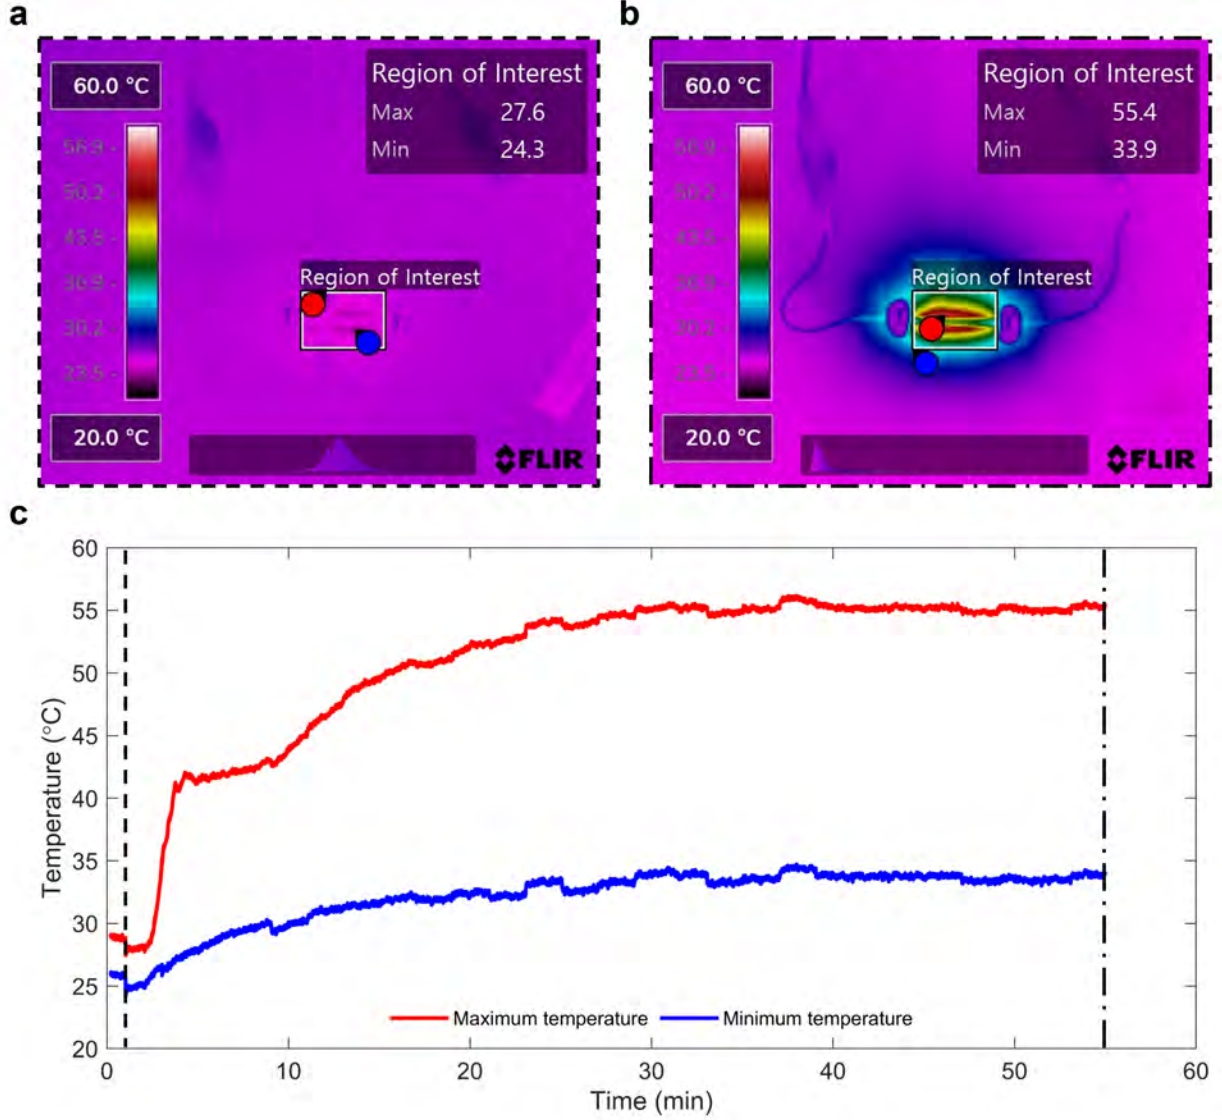 a
60.0 °C
Region of Interest
Max 27.6
Min 24.3
56.9 -
50.2 -
43.5 -
36.9 -
30.2 -
23.5 -
Region of Interest
20.0 °C
FLIR
b
60.0 °C
Region of Interest
Max 55.4
Min 33.9
56.9 -
50.2 -
43.5 -
36.9 -
30.2 -
23.5 -
Region of Interest
20.0 °C
FLIR
c
60
55
50
45
40
35
30
25
20
Temperature (°C)
Maximum temperature
Minimum temperature
0 10 20 30 40 50 60
Time (min)